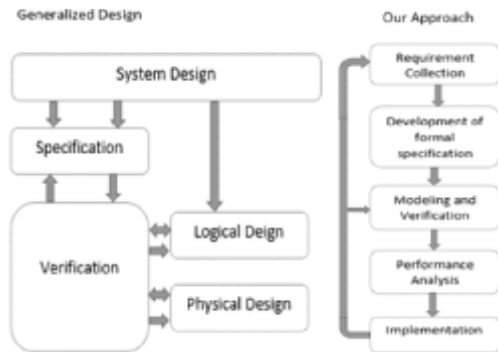 Generalized Design
System Design
Specification
Verification
Logical Deign
Physical Design
Our Approach
Requirement
Collection
Development of
formal
specification
Modeling and
Verification
Performance
Analysis
Implementation